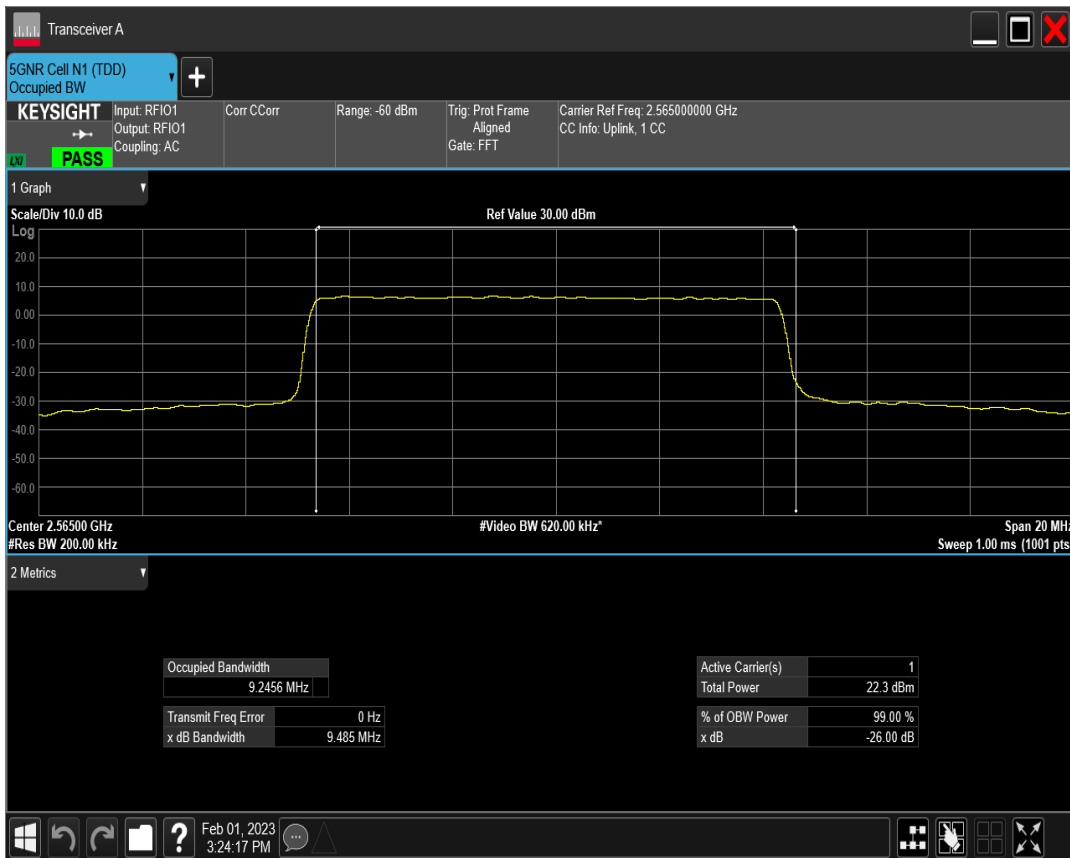 Transceiver A
5GNR Cell N1 (TDD)
Occupied BW
KEYSIGHT
LXI
PASS
Input: RFIO1
Output: RFIO1
Coupling: AC
Corr CCorr
Range: -60 dBm
Trig: Prot Frame
Aligned
Gate: FFT
Carrier Ref Freq: 2.565000000 GHz
CC Info: Uplink, 1 CC
1 Graph
Scale/Div 10.0 dB
Ref Value 30.00 dBm
Log
20.0
10.0
0.00
-10.0
-20.0
-30.0
-40.0
-50.0
-60.0
Center 2.56500 GHz
#Video BW 620.00 kHz*
Span 20 MHz
#Res BW 200.00 kHz
Sweep 1.00 ms (1001 pts
2 Metrics
Occupied Bandwidth
9.2456 MHz
Transmit Freq Error 0 Hz
x dB Bandwidth 9.485 MHz
Active Carrier(s) 1
Total Power 22.3 dBm
% of OBW Power 99.00 %
x dB -26.00 dB
?
Feb 01, 2023
3:24:17 PM